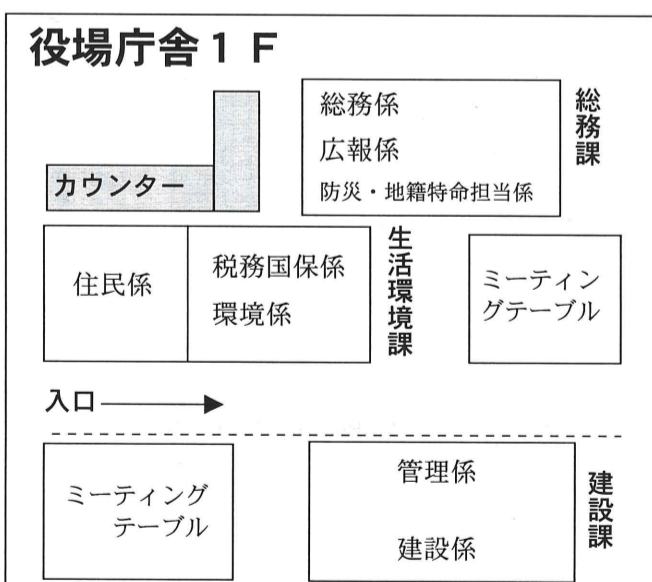 役場庁舎１Ｆ
総務係
広報係
防災・地籍特命担当係
総務課
カウンター
住民係
税務国保係
環境係
生活環境課
ミーティン
グテーブル
入口
ミーティング
テーブル
管理係
建設係
建設課